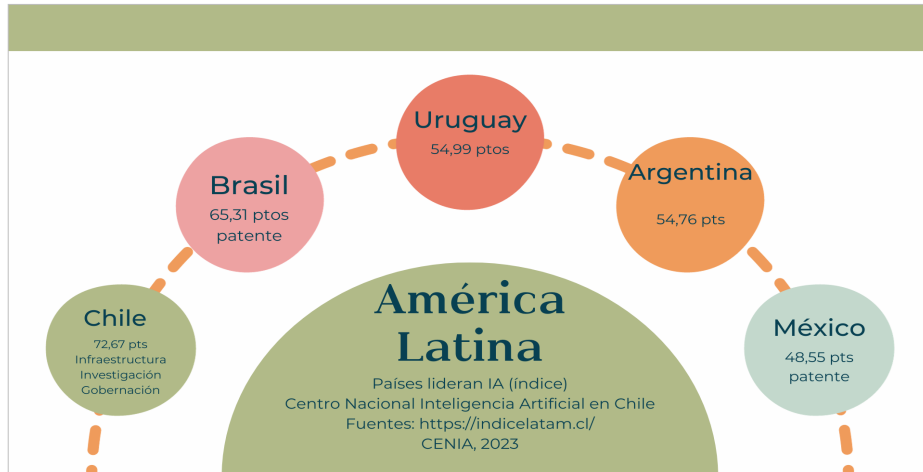 Uruguay
54,99 ptos
Brasil
65,31 ptos
patente
Argentina
54,76 pts
Chile
72,67 pts
Infraestructura
Investigación
Gobernación
México
48,55 pts
patente
América
Latina
Países lideran IA (índice)
Centro Nacional Inteligencia Artificial en Chile
Fuentes: https://indicelatam.cl/
CENIA, 2023